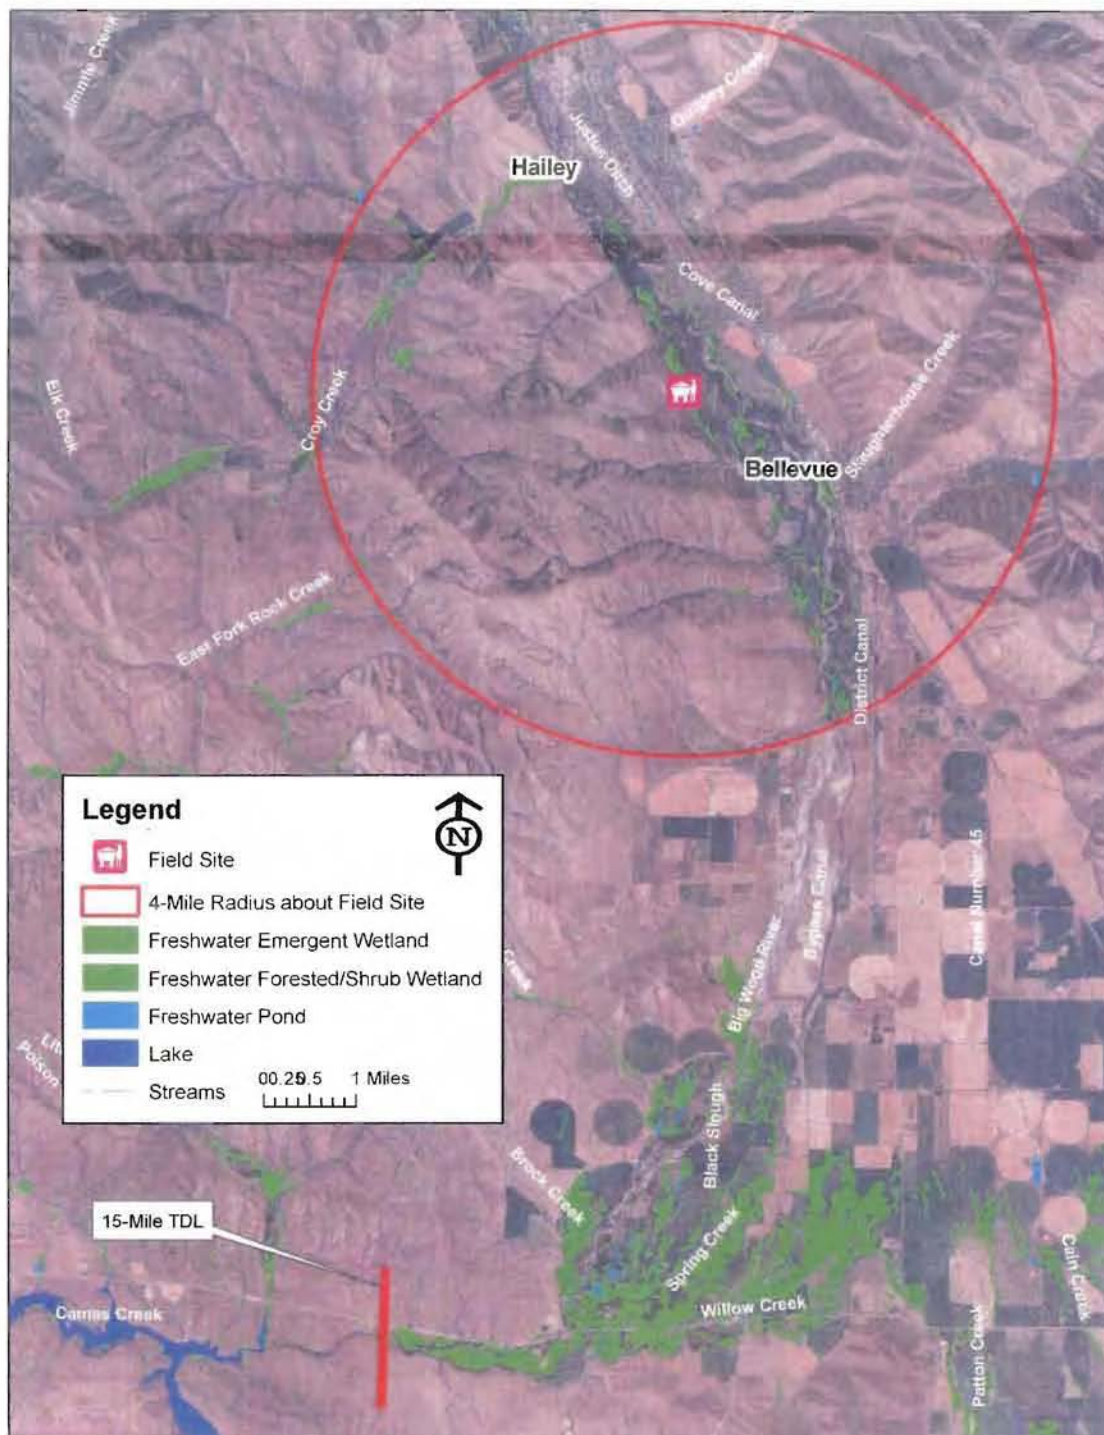 Jimmie Creek
Quigley Creek
Justus Ditch
Hailey
Cove Canal
Slaughterhouse Creek
Elk Creek
Croy Creek
Bellevue
East Fork Rock Creek
District Canal
Legend
N
Field Site
4-Mile Radius about Field Site
Freshwater Emergent Wetland
Freshwater Forested/Shrub Wetland
Freshwater Pond
Lake
Streams
00.25 0.5 1 Miles
Canal Number 45
Bypass Canal
Big Wood River
Creek
Poison
Black Slough
Brock Creek
15-Mile TDL
Spring Creek
Willow Creek
Camas Creek
Patton Creek
Cain Creek